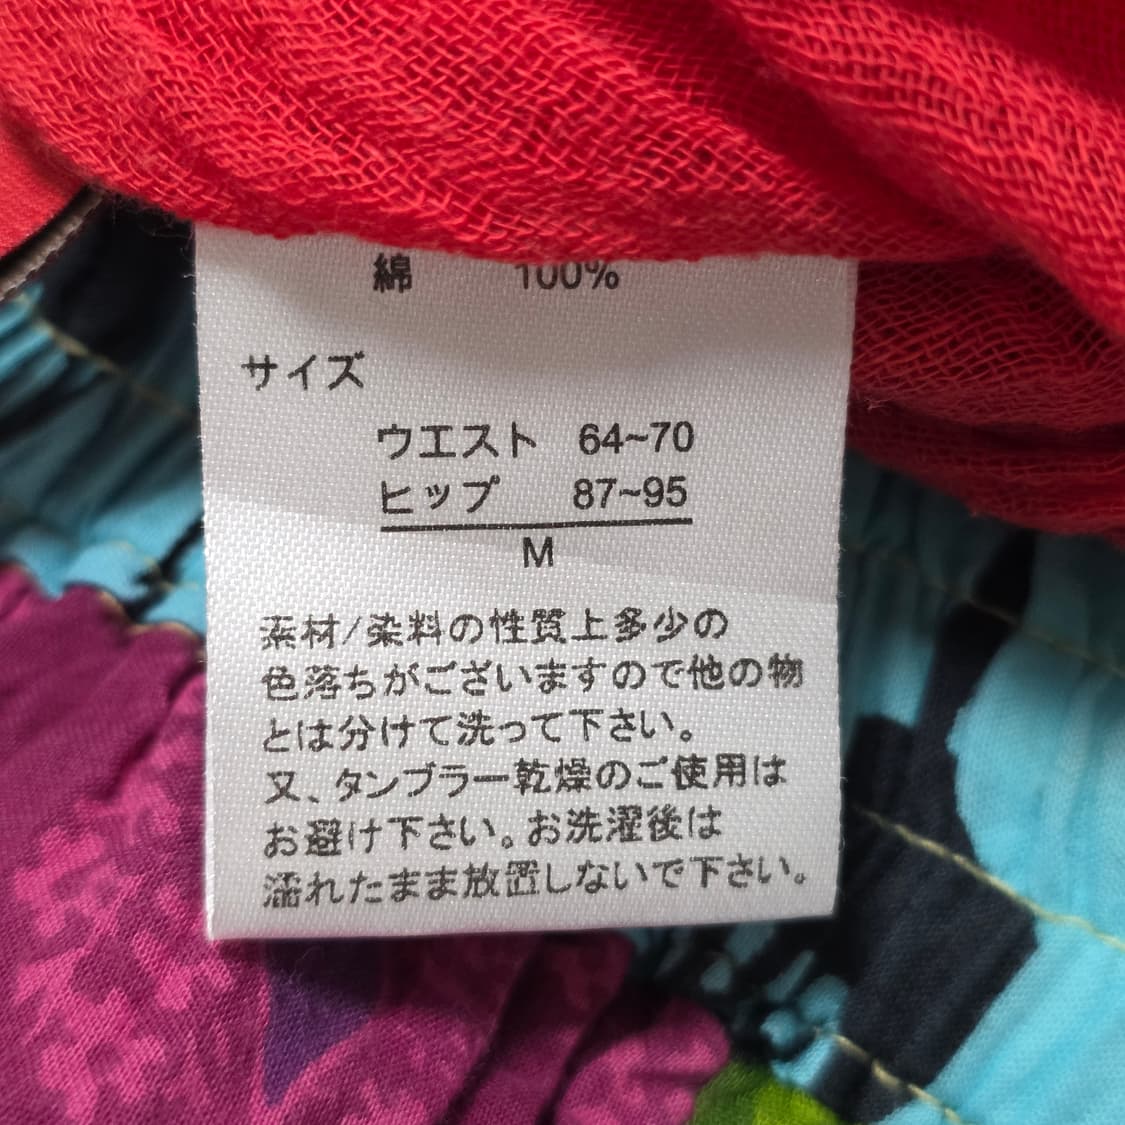 綿 100%
サイズ
ウエスト 64~70
ヒップ 87~95
M
素材/染料の性質上多少の
色落ちがございますので他の物
とは分けて洗って下さい。
又、タンブラー乾燥のご使用は
お避け下さい。お洗濯後は
濡れたまま放置しないで下さい。